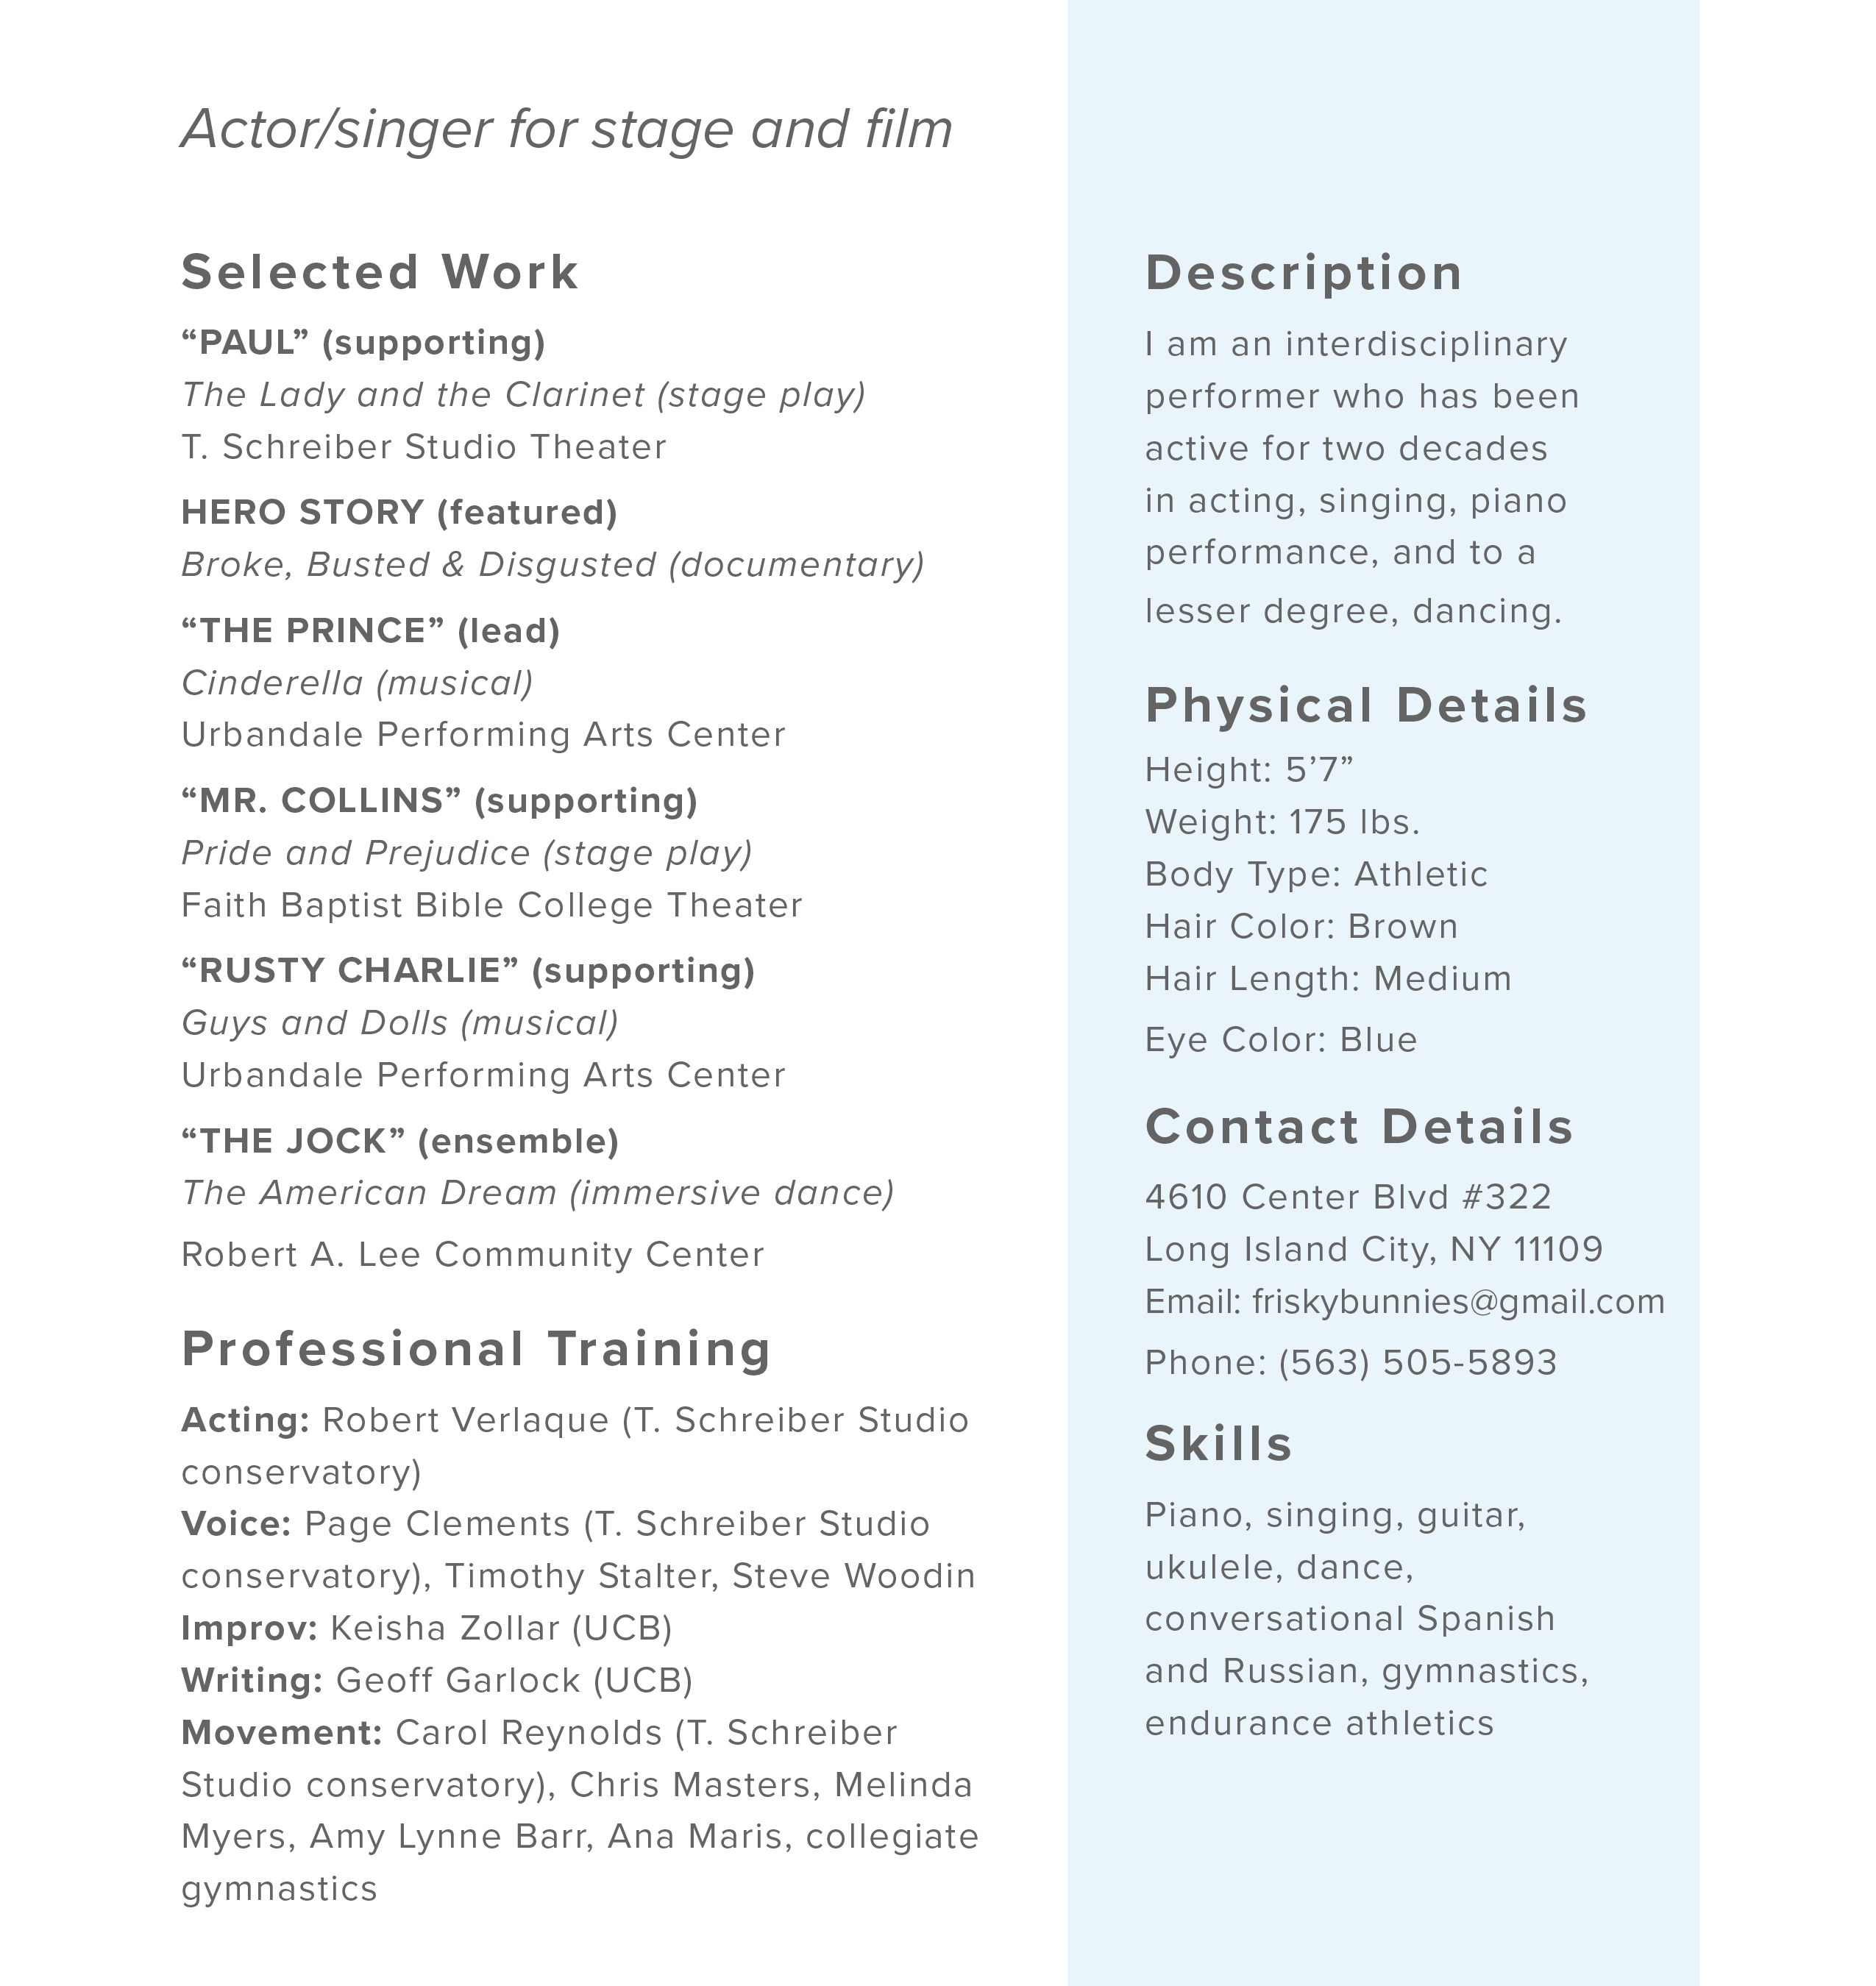 Actor/singer for stage and film
Selected Work
“PAUL” (supporting)
The Lady and the Clarinet (stage play)
T. Schreiber Studio Theater
HERO STORY (featured)
Broke, Busted & Disgusted (documentary)
“THE PRINCE” (lead)
Cinderella (musical)
Urbandale Performing Arts Center
“MR. COLLINS” (supporting)
Pride and Prejudice (stage play)
Faith Baptist Bible College Theater
“RUSTY CHARLIE” (supporting)
Guys and Dolls (musical)
Urbandale Performing Arts Center
“THE JOCK” (ensemble)
The American Dream (immersive dance)
Robert A. Lee Community Center
Professional Training
Acting: Robert Verlaque (T. Schreiber Studio
conservatory)
Voice: Page Clements (T. Schreiber Studio
conservatory), Timothy Stalter, Steve Woodin
Improv: Keisha Zollar (UCB)
Writing: Geoff Garlock (UCB)
Movement: Carol Reynolds (T. Schreiber
Studio conservatory), Chris Masters, Melinda
Myers, Amy Lynne Barr, Ana Maris, collegiate
gymnastics
Description
I am an interdisciplinary
performer who has been
active for two decades
in acting, singing, piano
performance, and to a
lesser degree, dancing.
Physical Details
Height: 5’7”
Weight: 175 lbs.
Body Type: Athletic
Hair Color: Brown
Hair Length: Medium
Eye Color: Blue
Contact Details
4610 Center Blvd #322
Long Island City, NY 11109
Email: friskybunnies@gmail.com
Phone: (563) 505-5893
Skills
Piano, singing, guitar,
ukulele, dance,
conversational Spanish
and Russian, gymnastics,
endurance athletics